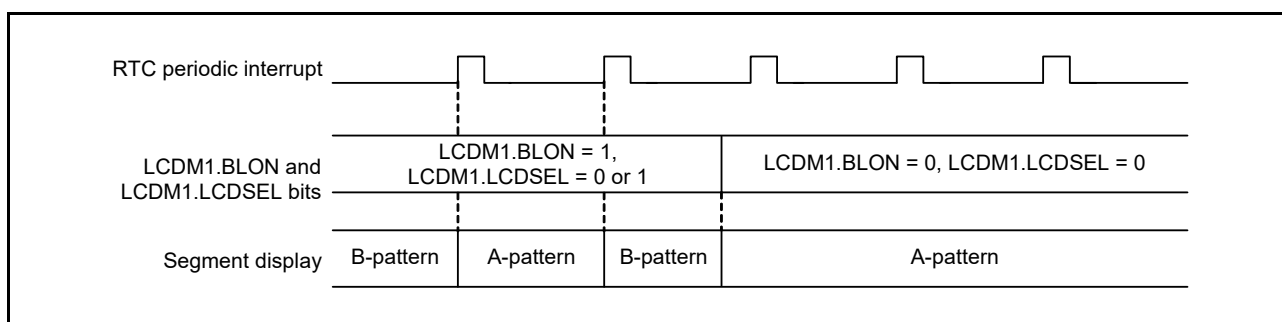 RTC periodic interrupt
LCDM1.BLON and
LCDM1.LCDSEL bits
LCDM1.BLON = 1,
LCDM1.LCDSEL = 0 or 1
LCDM1.BLON = 0, LCDM1.LCDSEL = 0
Segment display
B-pattern
A-pattern
B-pattern
A-pattern